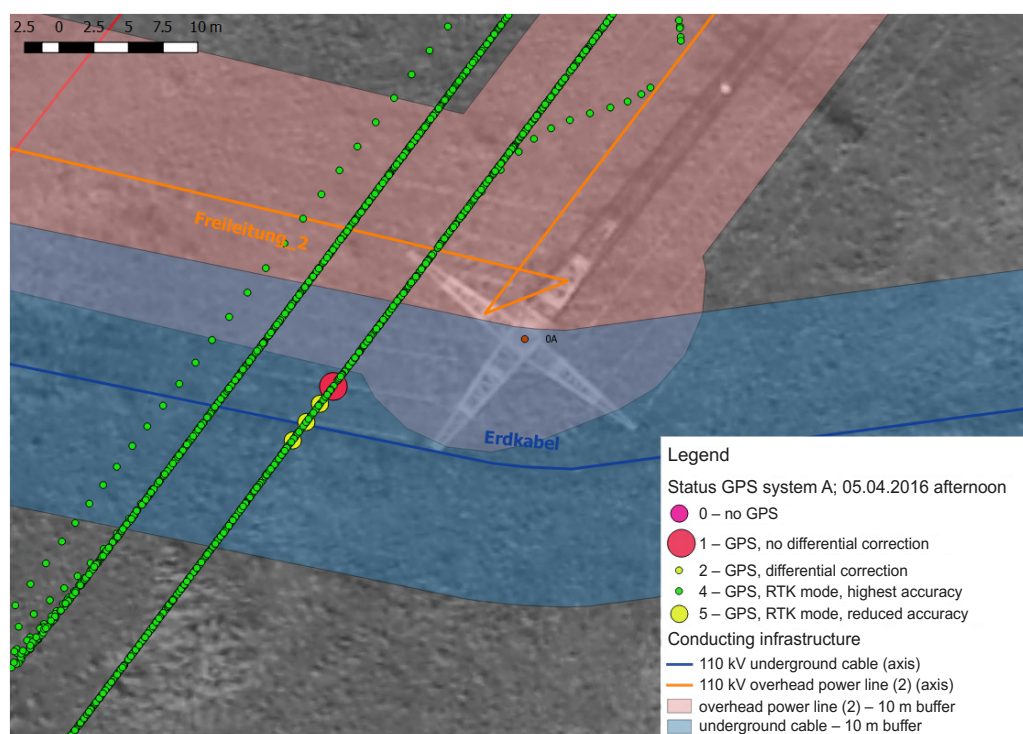 2.5 0 2.5 5 7.5 10 m
Freileitung_2
0A
Erdkabel
Legend
Status GPS system A; 05.04.2016 afternoon
0 – no GPS
1 – GPS, no differential correction
2 – GPS, differential correction
4 – GPS, RTK mode, highest accuracy
5 – GPS, RTK mode, reduced accuracy
Conducting infrastructure
110 kV underground cable (axis)
110 kV overhead power line (2) (axis)
overhead power line (2) – 10 m buffer
underground cable – 10 m buffer